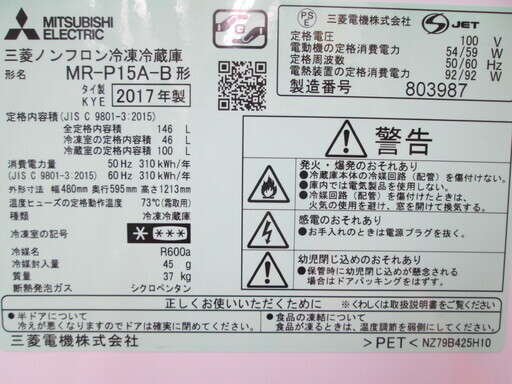 MITSUBISHI
ELECTRIC
三菱ノンフロン冷凍冷蔵庫
形名 MR-P15A-B形
タイ製
KYE 2017年製
定格内容積(JIS C 9801-3:2015)
全定格内容積 146 L
冷凍室の定格内容積 46 L
冷蔵室の定格内容積 100 L
消費電力量 50 Hz 310 kWh/年
(JIS C 9801-3:2015) 60 Hz 310 kWh/年
外形寸法 幅480mm 奥行595mm 高さ1213mm
温度ヒューズの定格動作温度 73℃(霜取用)
種類 冷凍冷蔵庫
冷凍室の記号
冷媒名 R600a
冷媒封入量 45 g
質量 37 kg
断熱発泡ガス シクロペンタン
PS
E
三菱電機株式会社
S JET
定格電圧 100 V
電動機の定格消費電力 54/59 W
定格周波数 50/60 Hz
電熱装置の定格消費電力 92/92 W
製造番号 803987
警告
発火・爆発のおそれあり
●冷蔵庫本体の冷媒回路(配管)を傷付けない。
●庫内では電気製品を使用しない。
●冷媒回路(配管)を傷付けたときは、
火気を避け、窓を開けて換気する。
感電のおそれあり
●お手入れのときは電源プラグを抜く。
幼児閉じ込めのおそれあり
●保管時に幼児閉じ込めが懸念される
場合は、ドアパッキングをはずす。
正しくお使いいただくために ※くわしくは取扱説明書をご覧ください
●半ドアについて
冷えが悪くなりますのでドアは確実に閉めてください。
●食品の凍結について
食品が凍結するときは、温度調節を弱側にしてください。
三菱電機株式会社
>PET< NZ79B425H10